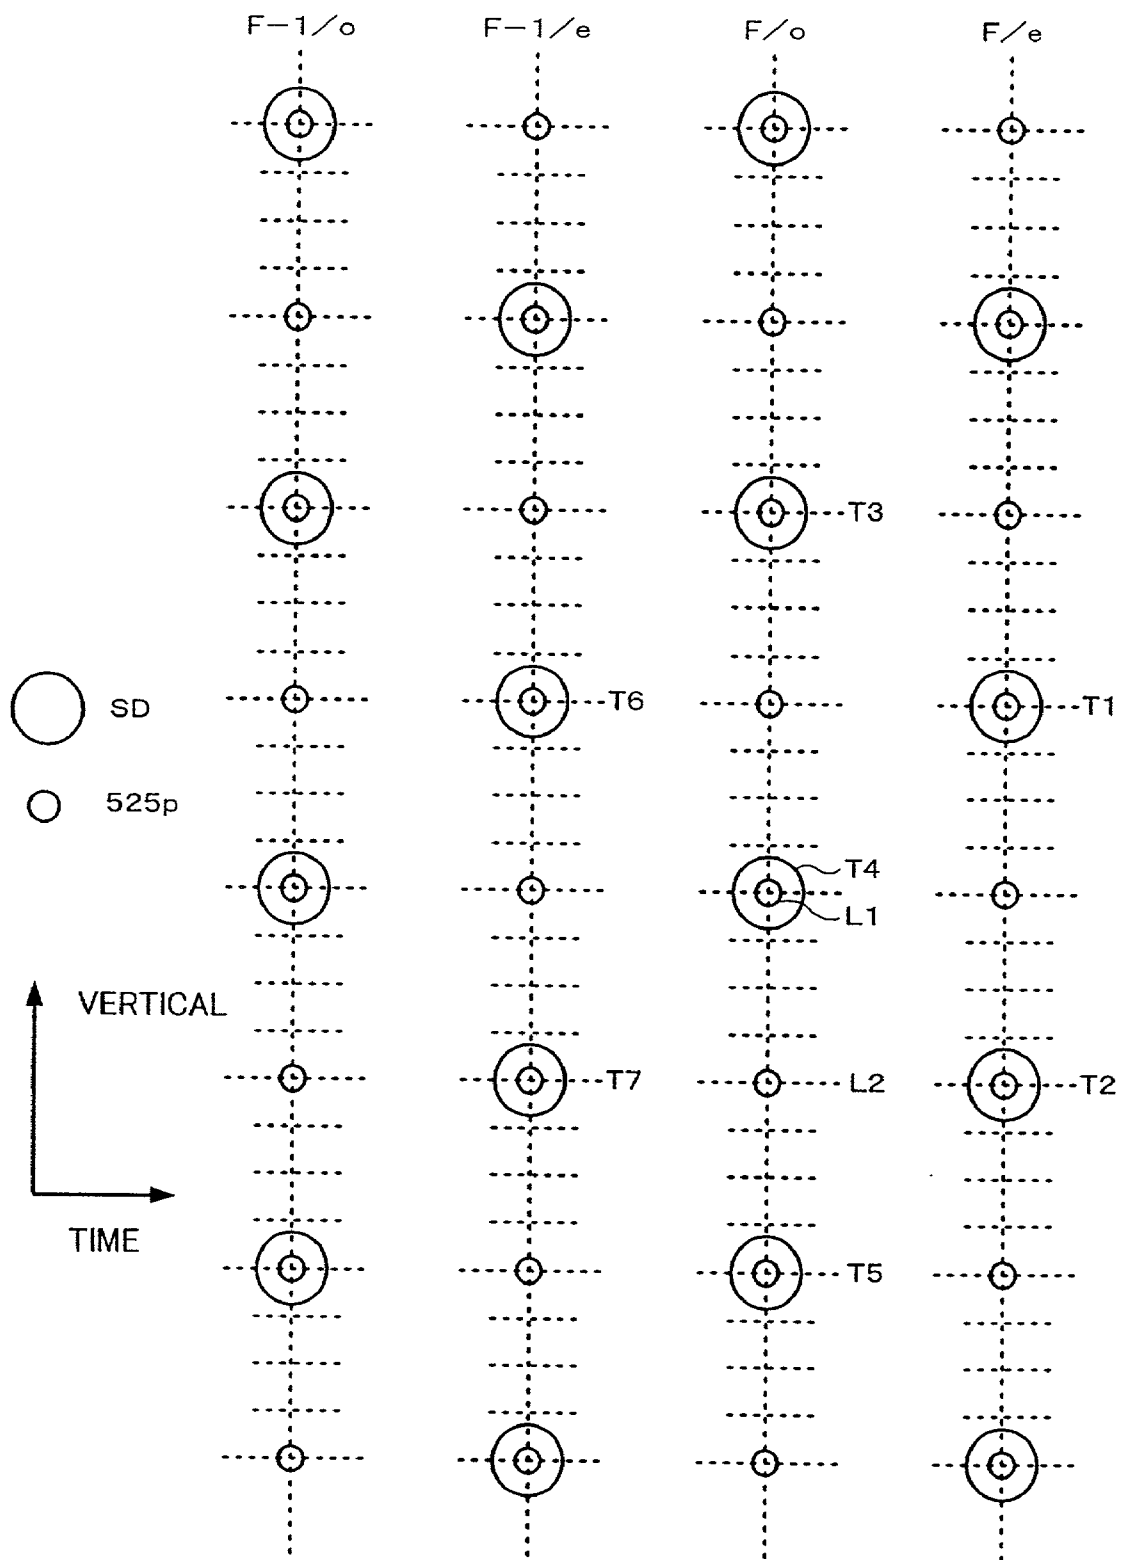 F-1/o F-1/e F/o F/e
T3
SD T6 T1
525p
T4
L1
VERTICAL
T7 L2 T2
TIME
T5